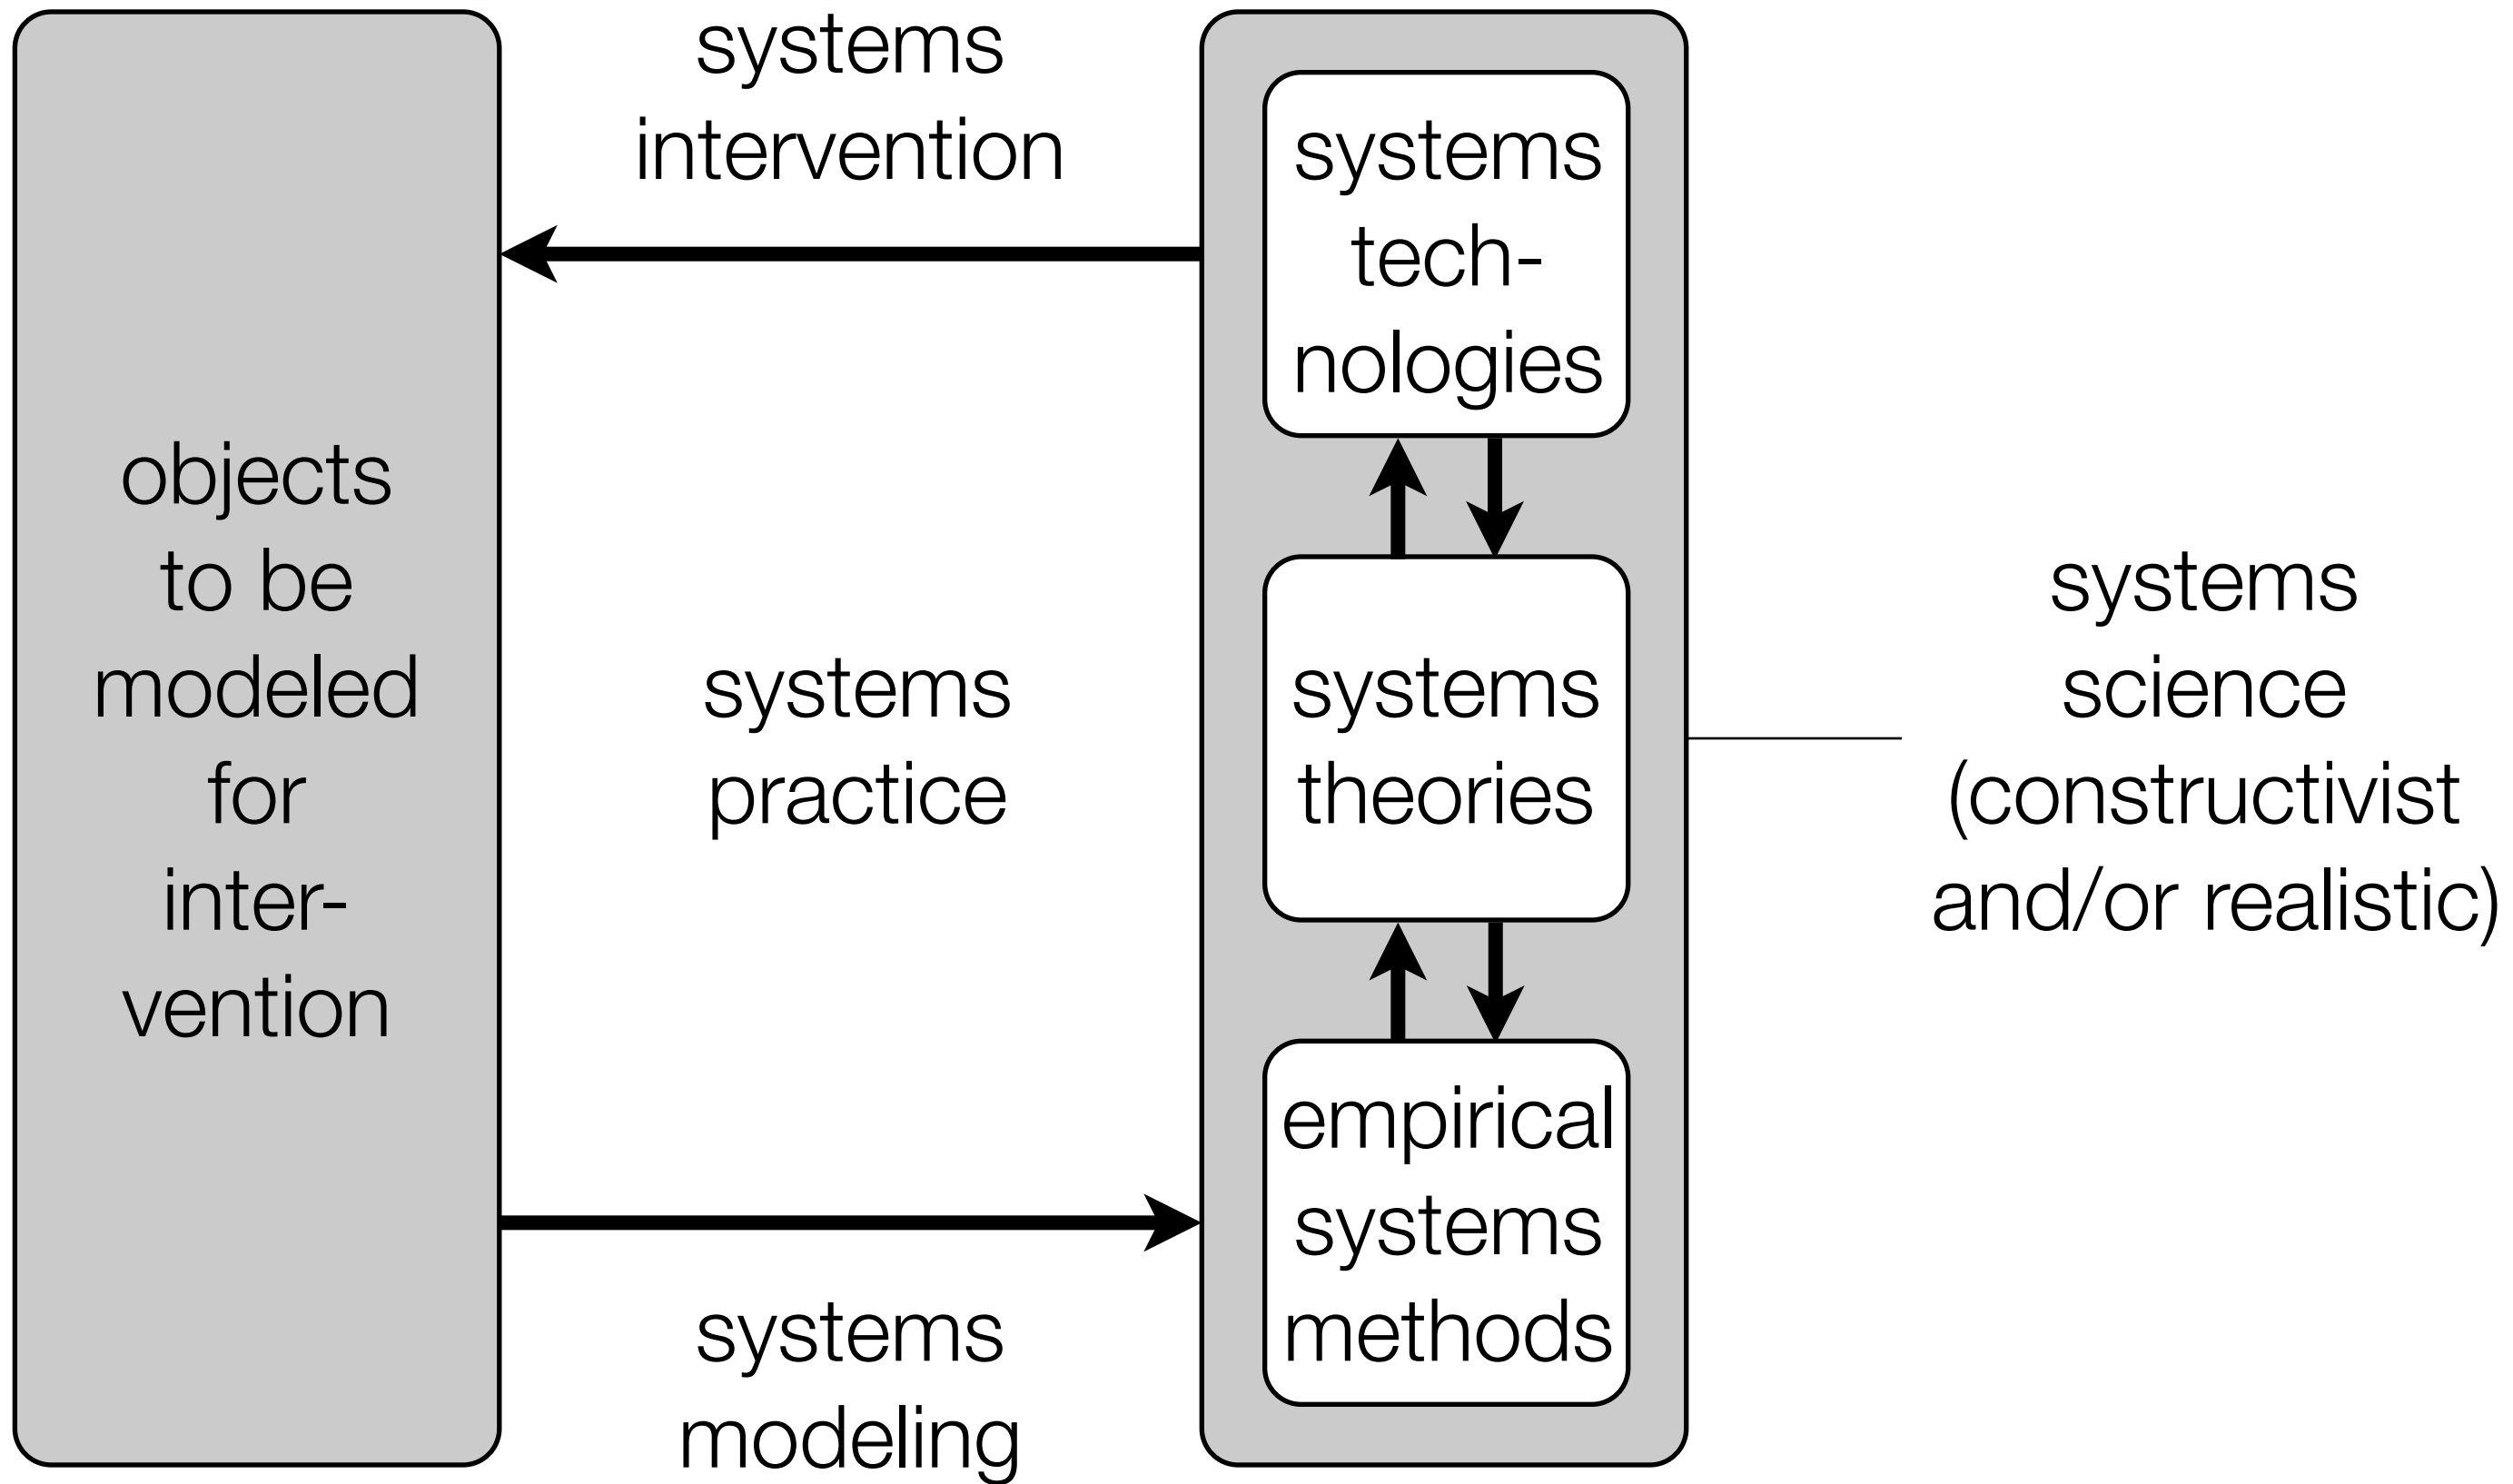 objects
to be
modeled
for
inter-
vention
systems
intervention
systems
practice
systems
modeling
systems
tech-
nologies
systems
theories
empirical
systems
methods
systems
science
(constructivist
and/or realistic)